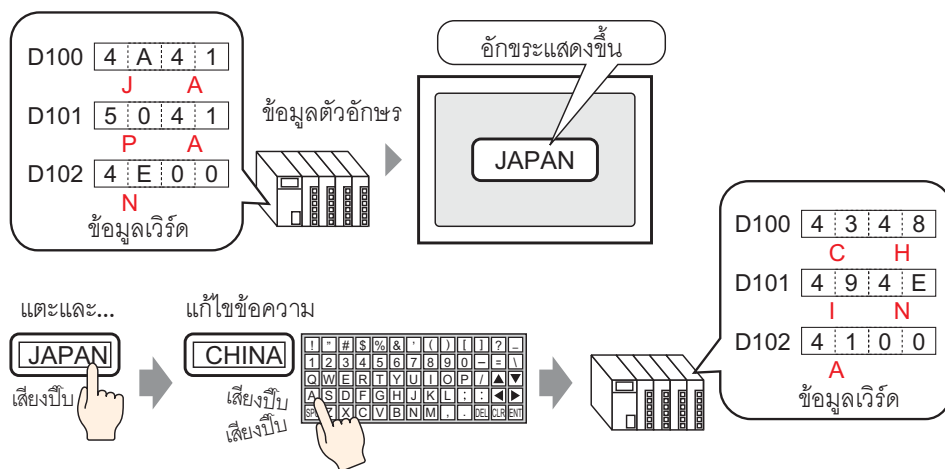 D100 4 A 4 1
J A
D101 5 0 4 1
P A
D102 4 E 0 0
N
ข้อมูลเวิร์ด
ข้อมูลตัวอักษร
อักขระแสดงขึ้น
JAPAN
แตะและ...
JAPAN
เสียงปี๊บ
แก้ไขข้อความ
CHINA
เสียงปี๊บ
เสียงปี๊บ
! " # $ % & ' ( ) [ ] ? _
1 2 3 4 5 6 7 8 9 0 - = \
Q W E R T Y U I O P / ▲ ▼
A S D F G H J K L ; : ◀ ▶
SP Z X C V B N M , . DEL CLR ENT
D100 4 3 4 8
C H
D101 4 9 4 E
I N
D102 4 1 0 0
A
ข้อมูลเวิร์ด